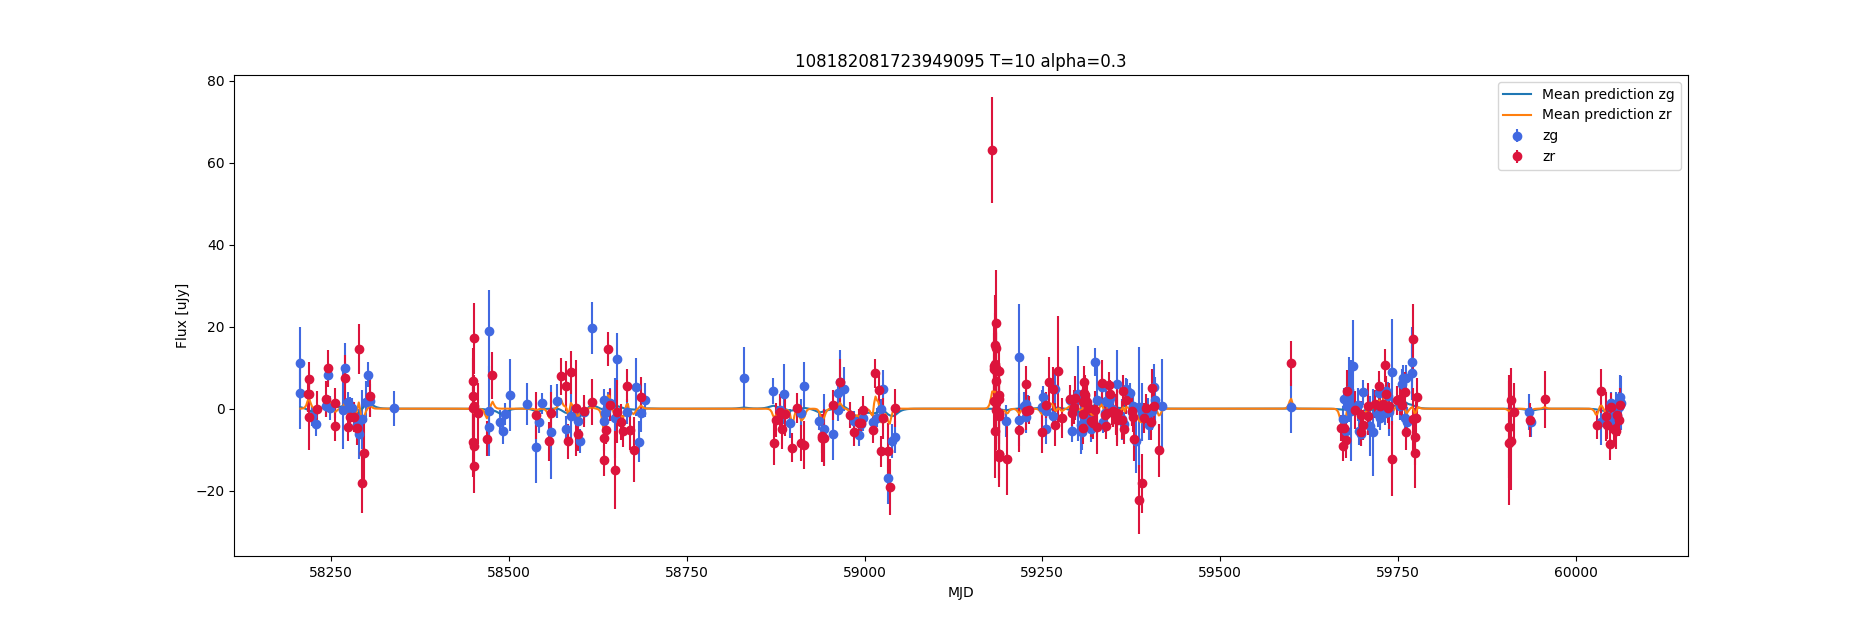 108182081723949095 T=10 alpha=0.3
80
60
40
20
0
−20
Flux [uJy]
58250
58500
58750
59000
59250
59500
59750
60000
MJD
Mean prediction zg
Mean prediction zr
zg
zr